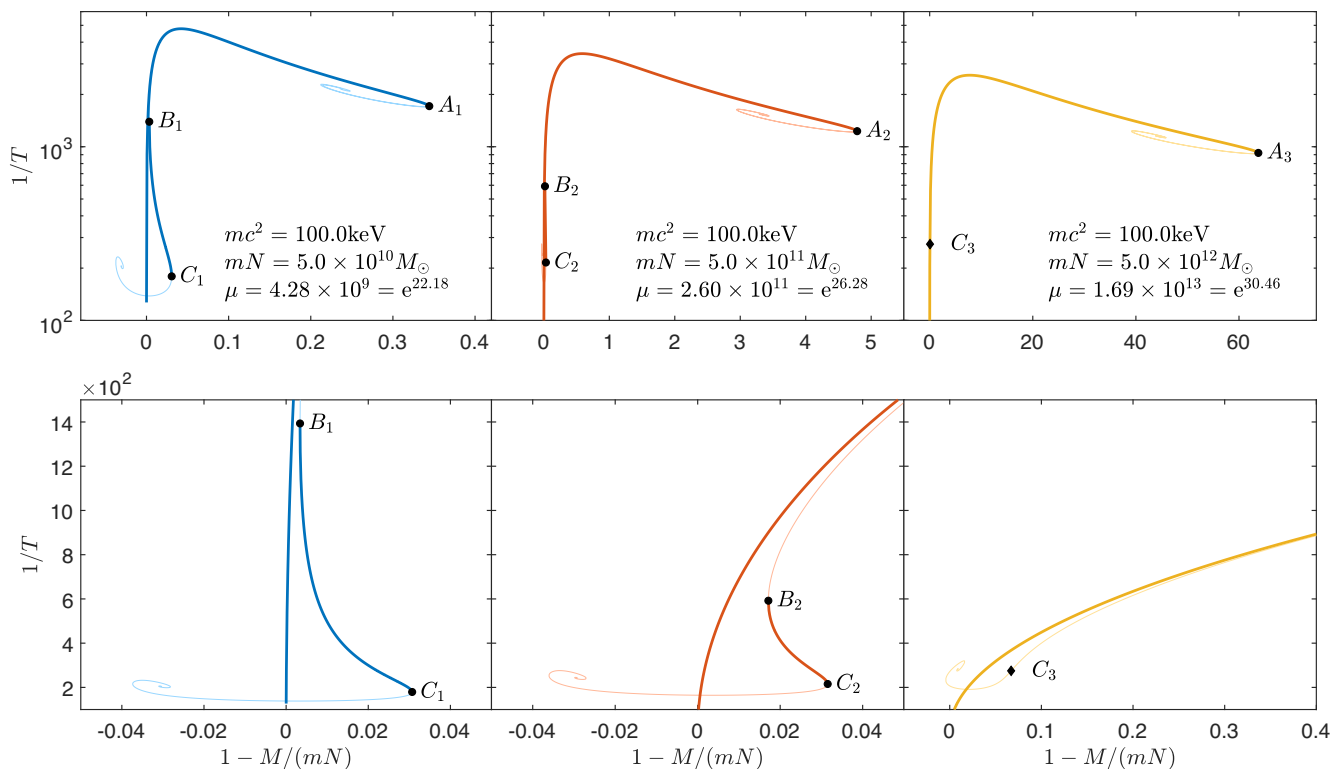 1/T
10^3
10^2
A_1
B_1
C_1
mc^2 = 100.0keV
mN = 5.0 × 10^10 M_⊙
μ = 4.28 × 10^9 = e^22.18
0 0.1 0.2 0.3 0.4
A_2
B_2
C_2
mc^2 = 100.0keV
mN = 5.0 × 10^11 M_⊙
μ = 2.60 × 10^11 = e^26.28
0 1 2 3 4 5
A_3
C_3
mc^2 = 100.0keV
mN = 5.0 × 10^12 M_⊙
μ = 1.69 × 10^13 = e^30.46
0 20 40 60
×10^2
1/T
14
12
10
8
6
4
2
B_1
C_1
-0.04 -0.02 0 0.02 0.04
1 − M/(mN)
B_2
C_2
-0.04 -0.02 0 0.02 0.04
1 − M/(mN)
C_3
0 0.1 0.2 0.3 0.4
1 − M/(mN)